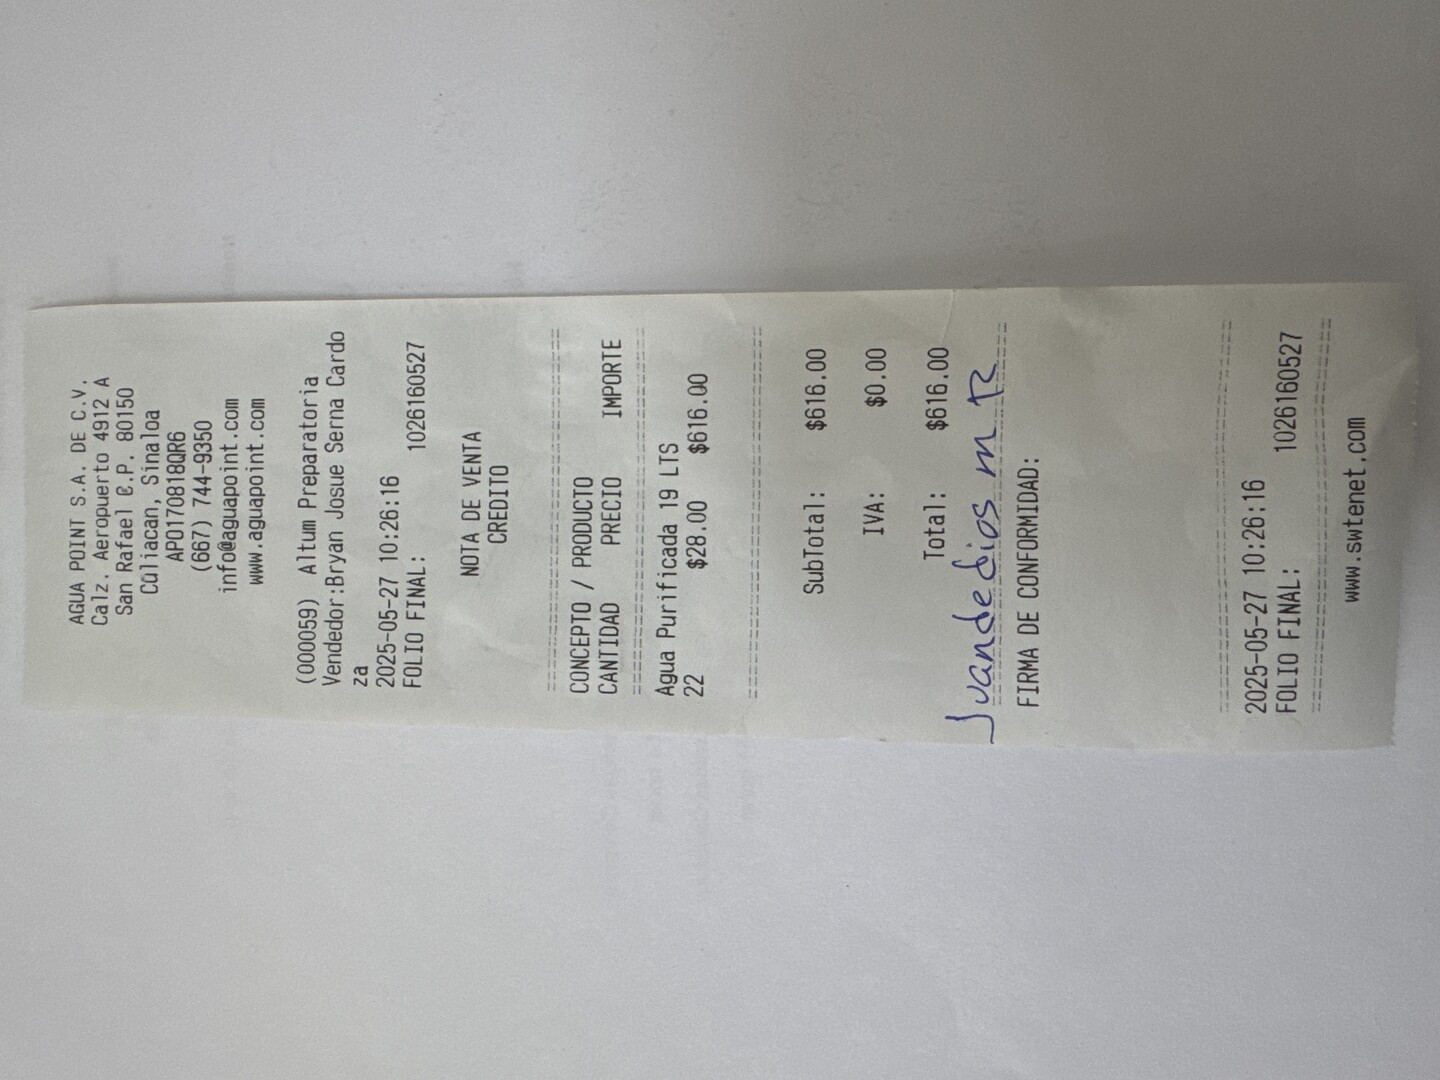 AGUA POINT S.A. DE C.V.
Calz. Aeropuerto 4912 A
San Rafael C.P. 80150
Culiacan, Sinaloa
APO170818QR6
(667) 744-9350
info@aguapoint.com
www.aguapoint.com
(000059) Altum Preparatoria
Vendedor:Bryan Josue Serna Cardo
za
2025-05-27 10:26:16
FOLIO FINAL: 1026160527
NOTA DE VENTA
CREDITO
CONCEPTO / PRODUCTO
CANTIDAD PRECIO IMPORTE
Agua Purificada 19 LTS
22 $28.00 $616.00
SubTotal: $616.00
IVA: $0.00
Total: $616.00
Juan de Dios m R
FIRMA DE CONFORMIDAD:
2025-05-27 10:26:16
FOLIO FINAL: 1026160527
www.swtenet.com